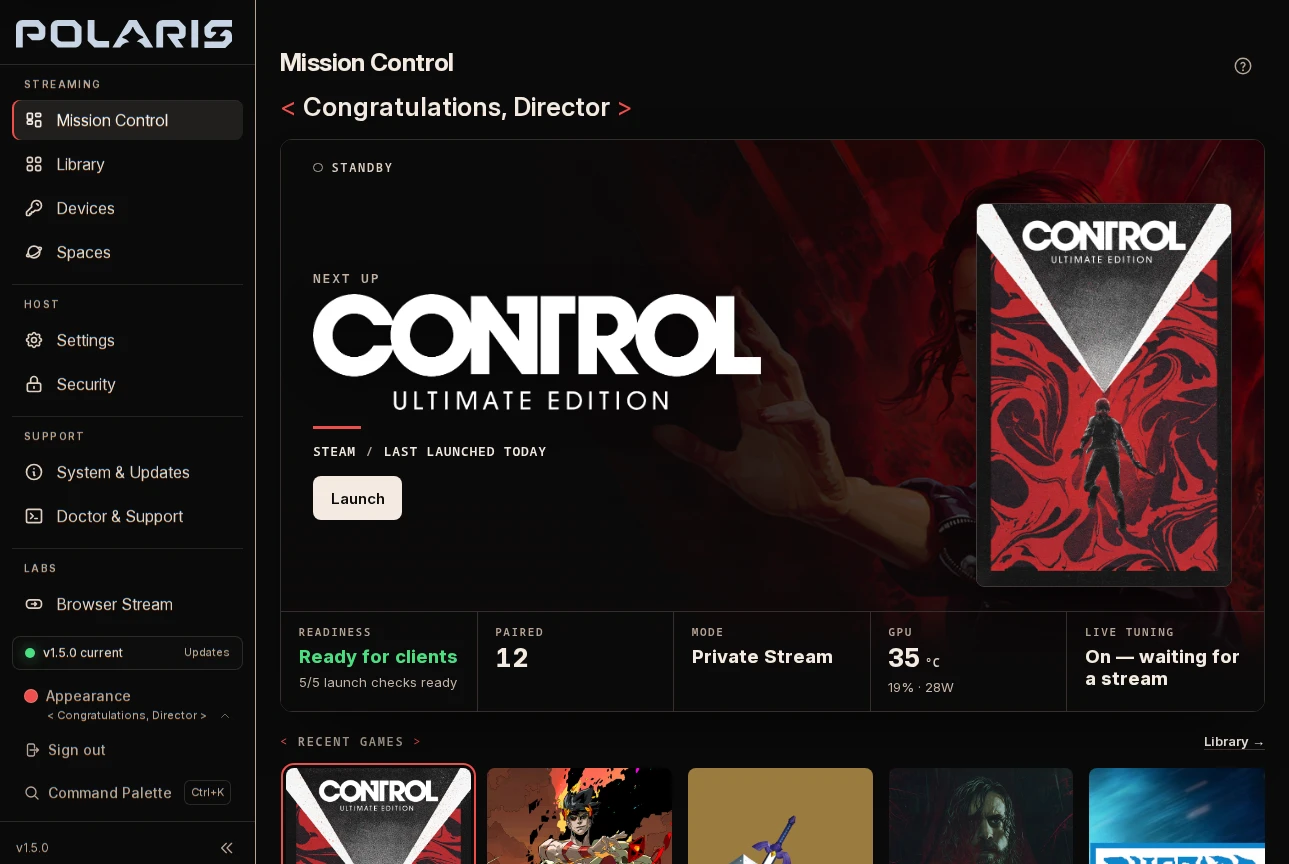 POLARIS
STREAMING
Mission Control
Library
Devices
Spaces
HOST
Settings
Security
SUPPORT
System & Updates
Doctor & Support
LABS
Browser Stream
v1.5.0 current
Updates
Appearance
< Congratulations, Director >
Sign out
Command Palette
Ctrl+K
v1.5.0
Mission Control
< Congratulations, Director >
STANDBY
NEXT UP
CONTROL
ULTIMATE EDITION
STEAM / LAST LAUNCHED TODAY
Launch
CONTROL
ULTIMATE EDITION
READINESS
Ready for clients
5/5 launch checks ready
PAIRED
12
MODE
Private Stream
GPU
35 °C
19% · 28W
LIVE TUNING
On — waiting for
a stream
< RECENT GAMES >
Library →
CONTROL
ULTIMATE EDITION